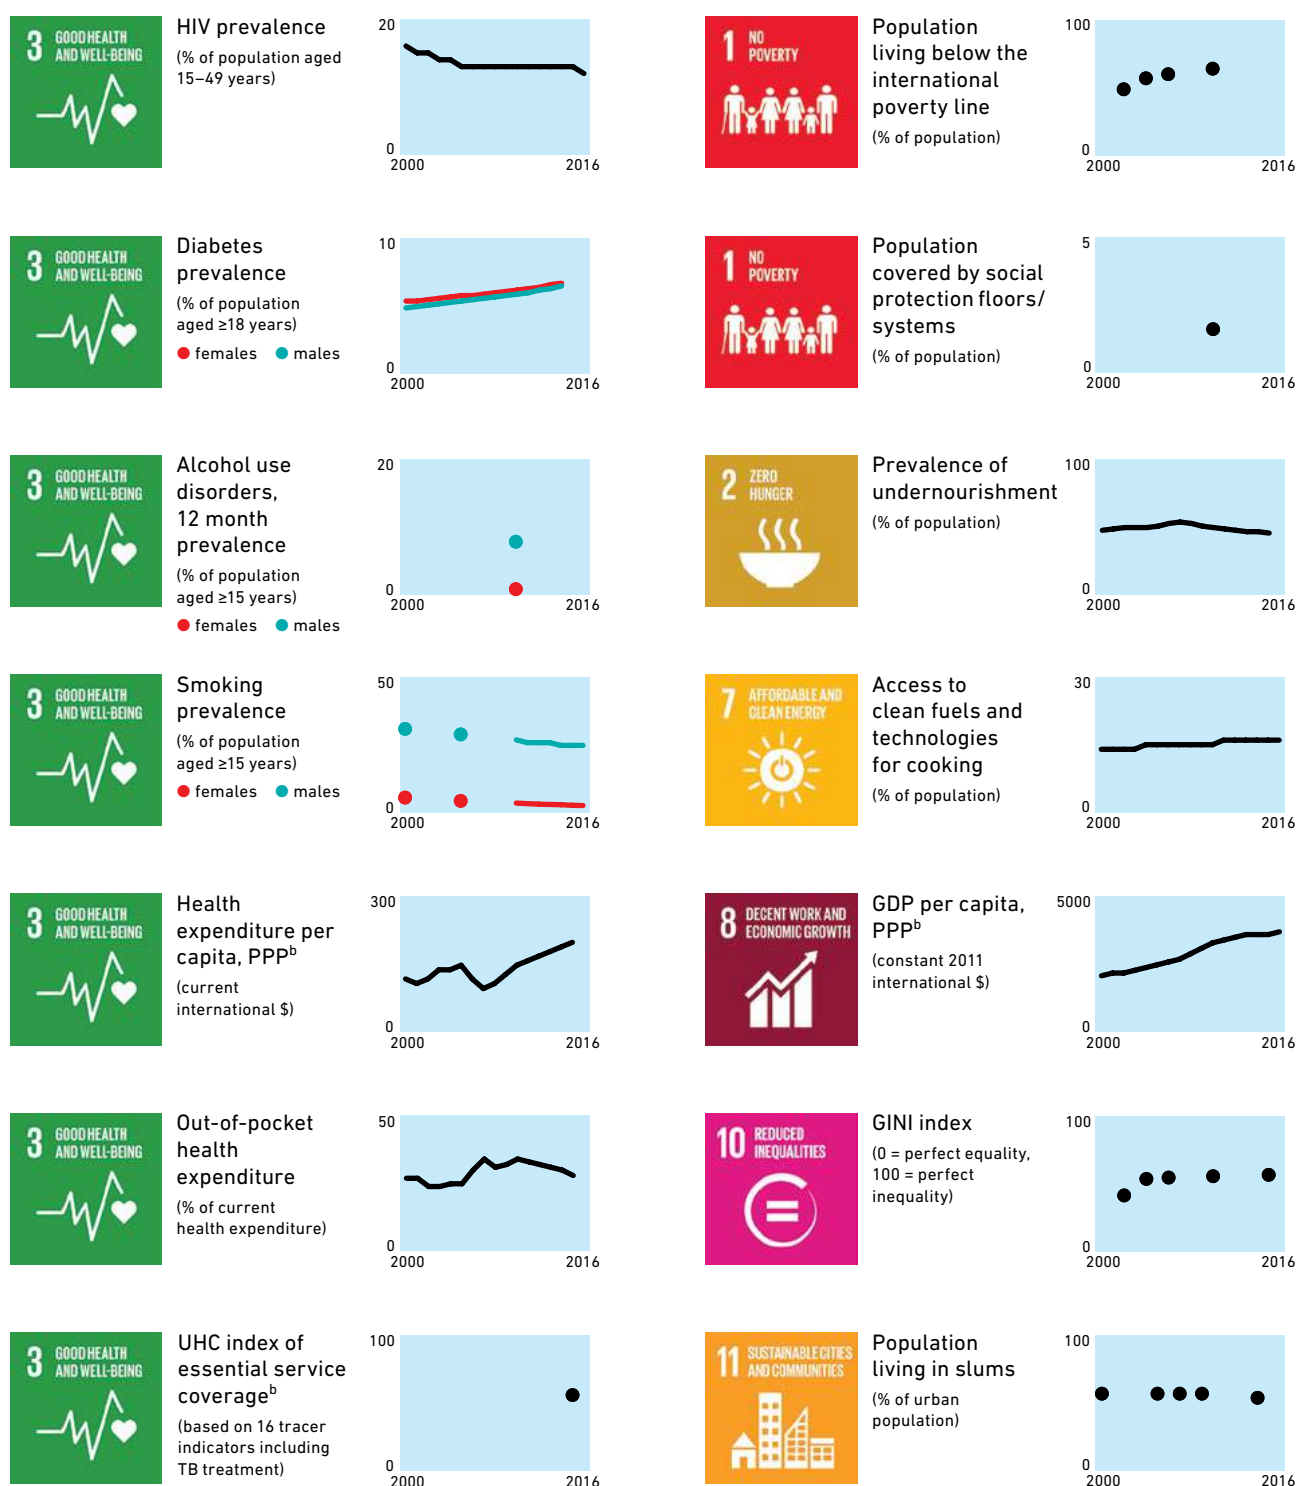 3 GOOD HEALTH
AND WELL-BEING
HIV prevalence
(% of population aged
15–49 years)
20
0
2000 2016
1 NO
POVERTY
Population
living below the
international
poverty line
(% of population)
100
0
2000 2016
3 GOOD HEALTH
AND WELL-BEING
Diabetes
prevalence
(% of population
aged ≥18 years)
females males
10
0
2000 2016
1 NO
POVERTY
Population
covered by social
protection floors/
systems
(% of population)
5
0
2000 2016
3 GOOD HEALTH
AND WELL-BEING
Alcohol use
disorders,
12 month
prevalence
(% of population
aged ≥15 years)
females males
20
0
2000 2016
2 ZERO
HUNGER
Prevalence of
undernourishment
(% of population)
100
0
2000 2016
3 GOOD HEALTH
AND WELL-BEING
Smoking
prevalence
(% of population
aged ≥15 years)
females males
50
0
2000 2016
7 AFFORDABLE AND
CLEAN ENERGY
Access to
clean fuels and
technologies
for cooking
(% of population)
30
0
2000 2016
3 GOOD HEALTH
AND WELL-BEING
Health
expenditure per
capita, PPPᵇ
(current
international $)
300
0
2000 2016
8 DECENT WORK AND
ECONOMIC GROWTH
GDP per capita,
PPPᵇ
(constant 2011
international $)
5000
0
2000 2016
3 GOOD HEALTH
AND WELL-BEING
Out-of-pocket
health
expenditure
(% of current
health expenditure)
50
0
2000 2016
10 REDUCED
INEQUALITIES
GINI index
(0 = perfect equality,
100 = perfect
inequality)
100
0
2000 2016
3 GOOD HEALTH
AND WELL-BEING
UHC index of
essential service
coverageᵇ
(based on 16 tracer
indicators including
TB treatment)
100
0
2000 2016
11 SUSTAINABLE CITIES
AND COMMUNITIES
Population
living in slums
(% of urban
population)
100
0
2000 2016